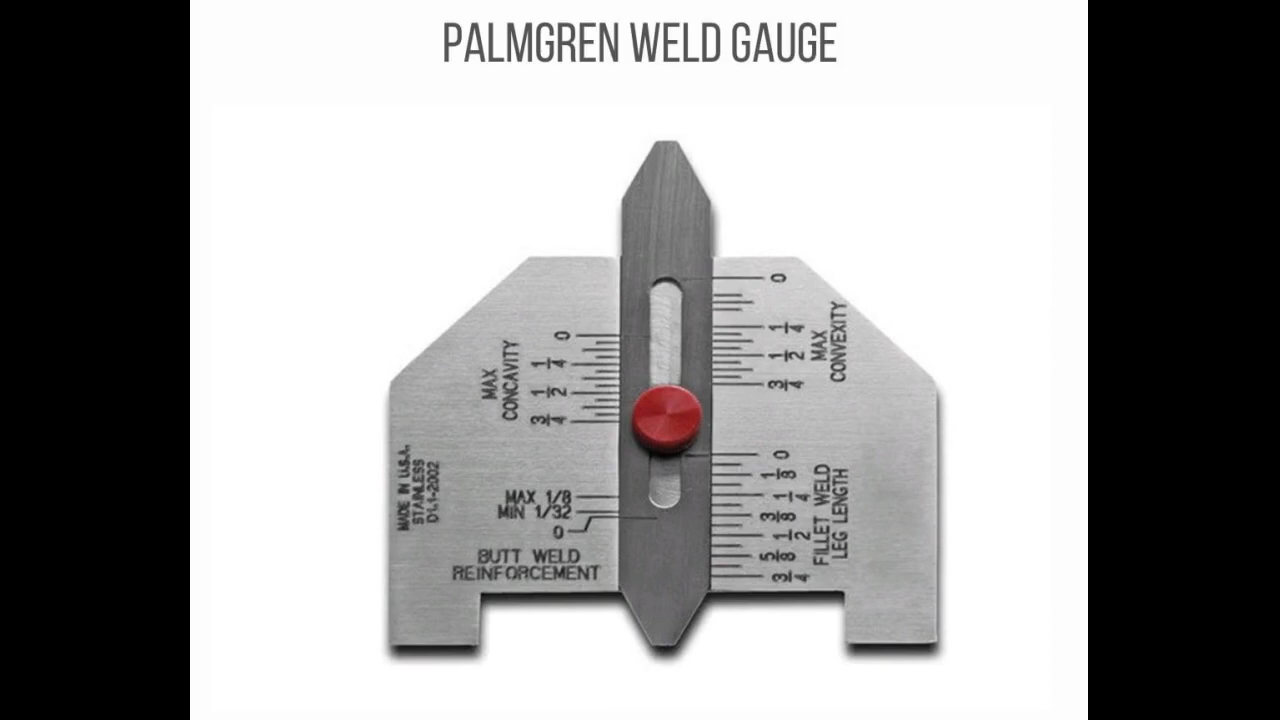 PALMGREN WELD GAUGE
0
1/4
1/2
3/4
MAX
CONVEXITY
0
1/4
1/2
3/4
MAX
CONCAVITY
MADE IN U.S.A.
STAINLESS
D1.1-2002
MAX 1/8
MIN 1/32
0
BUTT WELD
REINFORCEMENT
0
1/8
1/4
3/8
1/2
5/8
3/4
FILLET WELD
LEG LENGTH